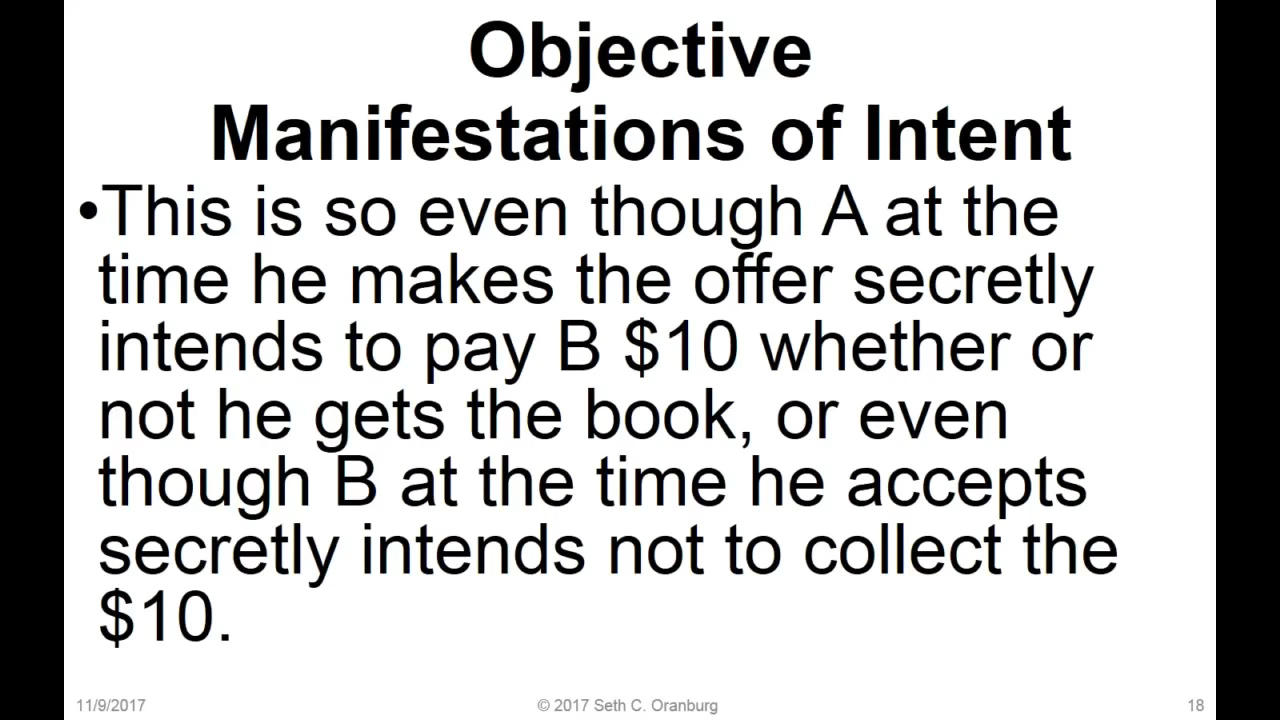 Objective
Manifestations of Intent
•This is so even though A at the
time he makes the offer secretly
intends to pay B $10 whether or
not he gets the book, or even
though B at the time he accepts
secretly intends not to collect the
$10.
11/9/2017
© 2017 Seth C. Oranburg
18